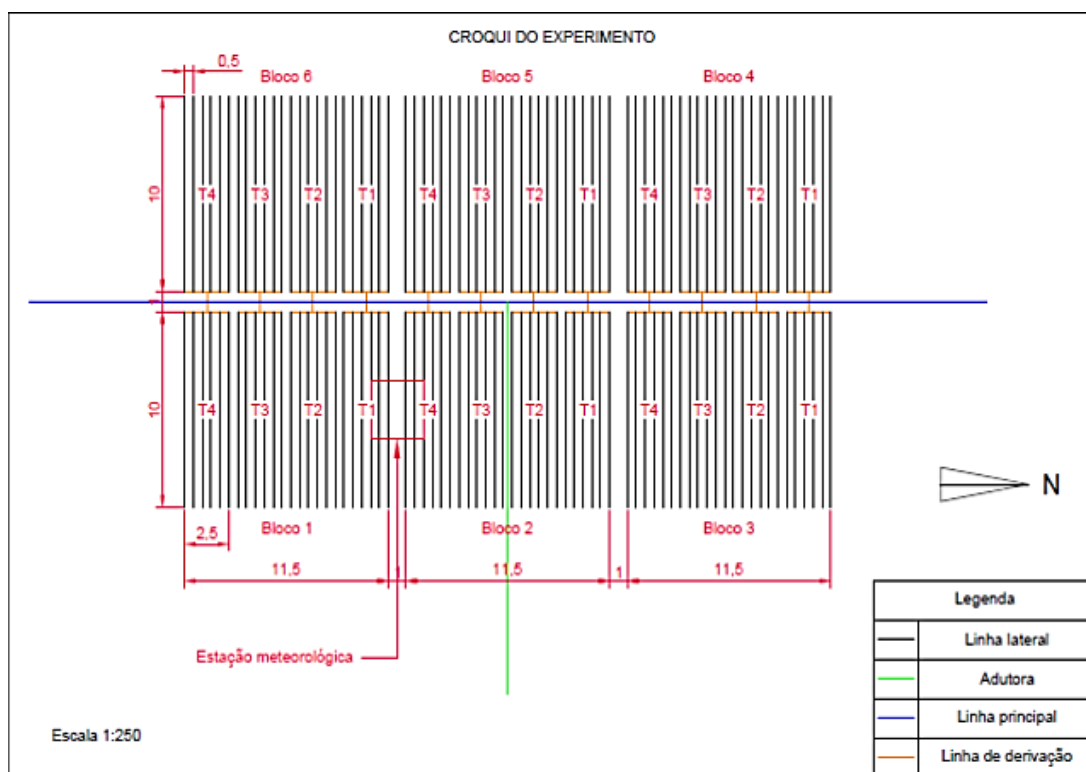 CROQUI DO EXPERIMENTO
0,5
Bloco 6
Bloco 5
Bloco 4
10
T4
T3
T2
T1
T4
T3
T2
T1
T4
T3
T2
T1
1
10
T4
T3
T2
T1
T4
T3
T2
T1
T4
T3
T2
T1
N
2,5
Bloco 1
Bloco 2
Bloco 3
11,5
11,5
1
11,5
Estação meteorológica
Escala 1:250
Legenda
Linha lateral
Adutora
Linha principal
Linha de derivação